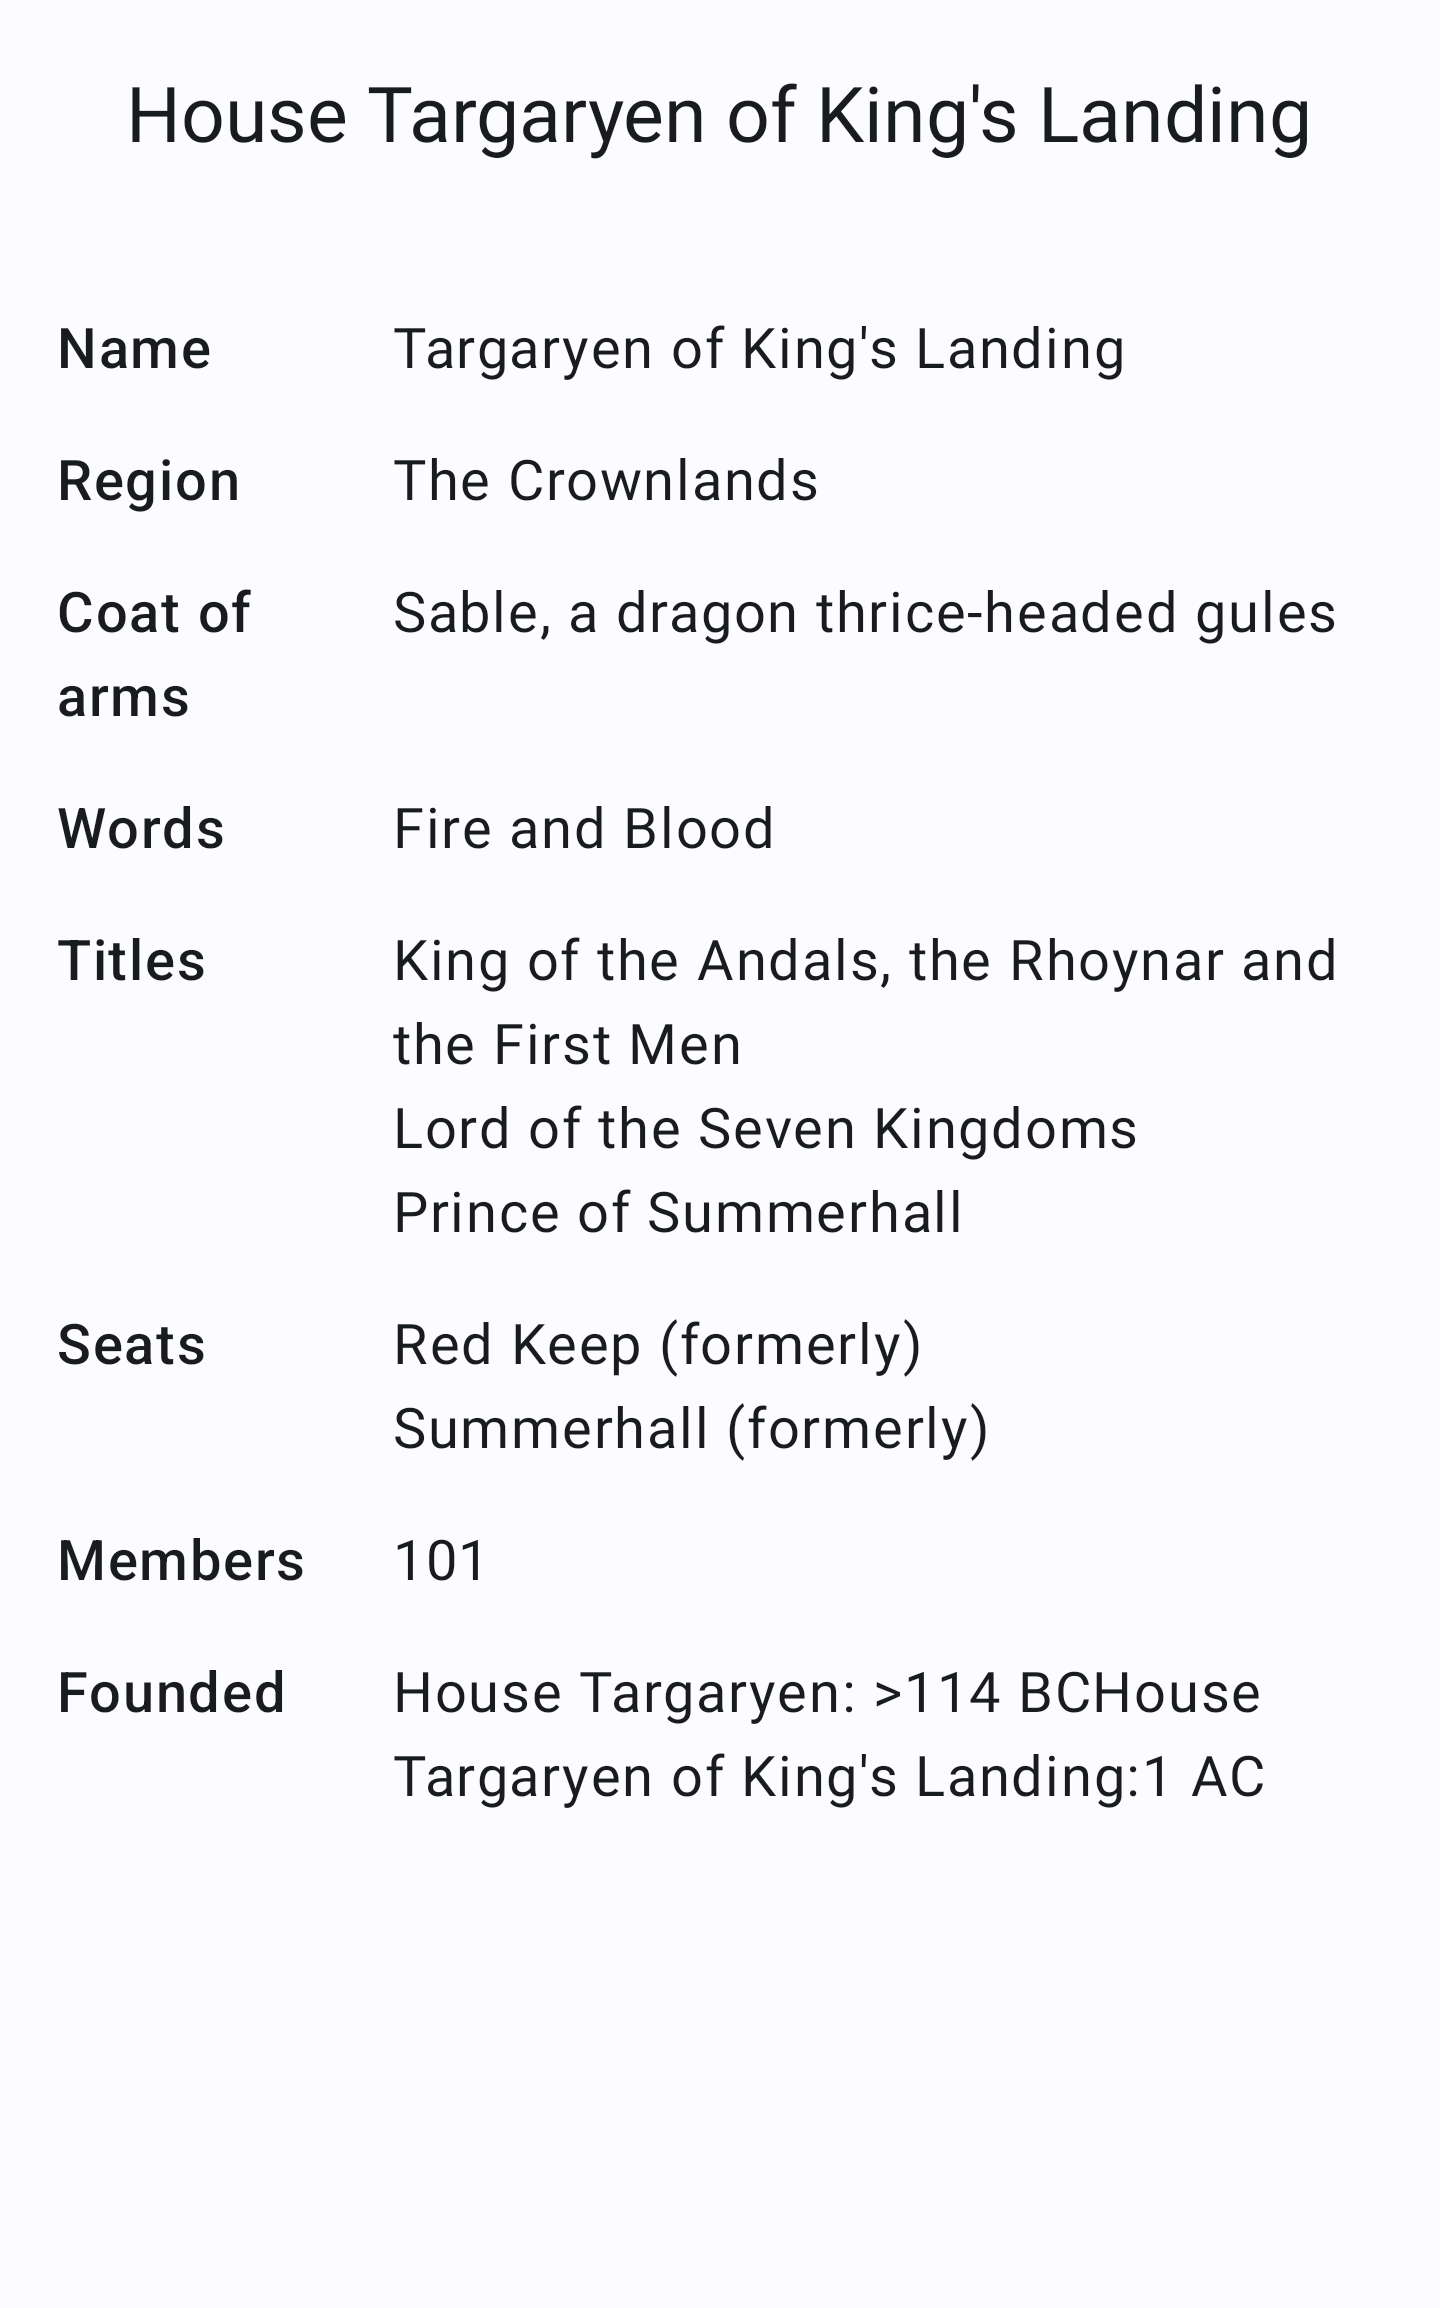 House Targaryen of King's Landing
Name Targaryen of King's Landing
Region The Crownlands
Coat of arms Sable, a dragon thrice-headed gules
Words Fire and Blood
Titles King of the Andals, the Rhoynar and
the First Men
Lord of the Seven Kingdoms
Prince of Summerhall
Seats Red Keep (formerly)
Summerhall (formerly)
Members 101
Founded House Targaryen: >114 BCHouse
Targaryen of King's Landing:1 AC